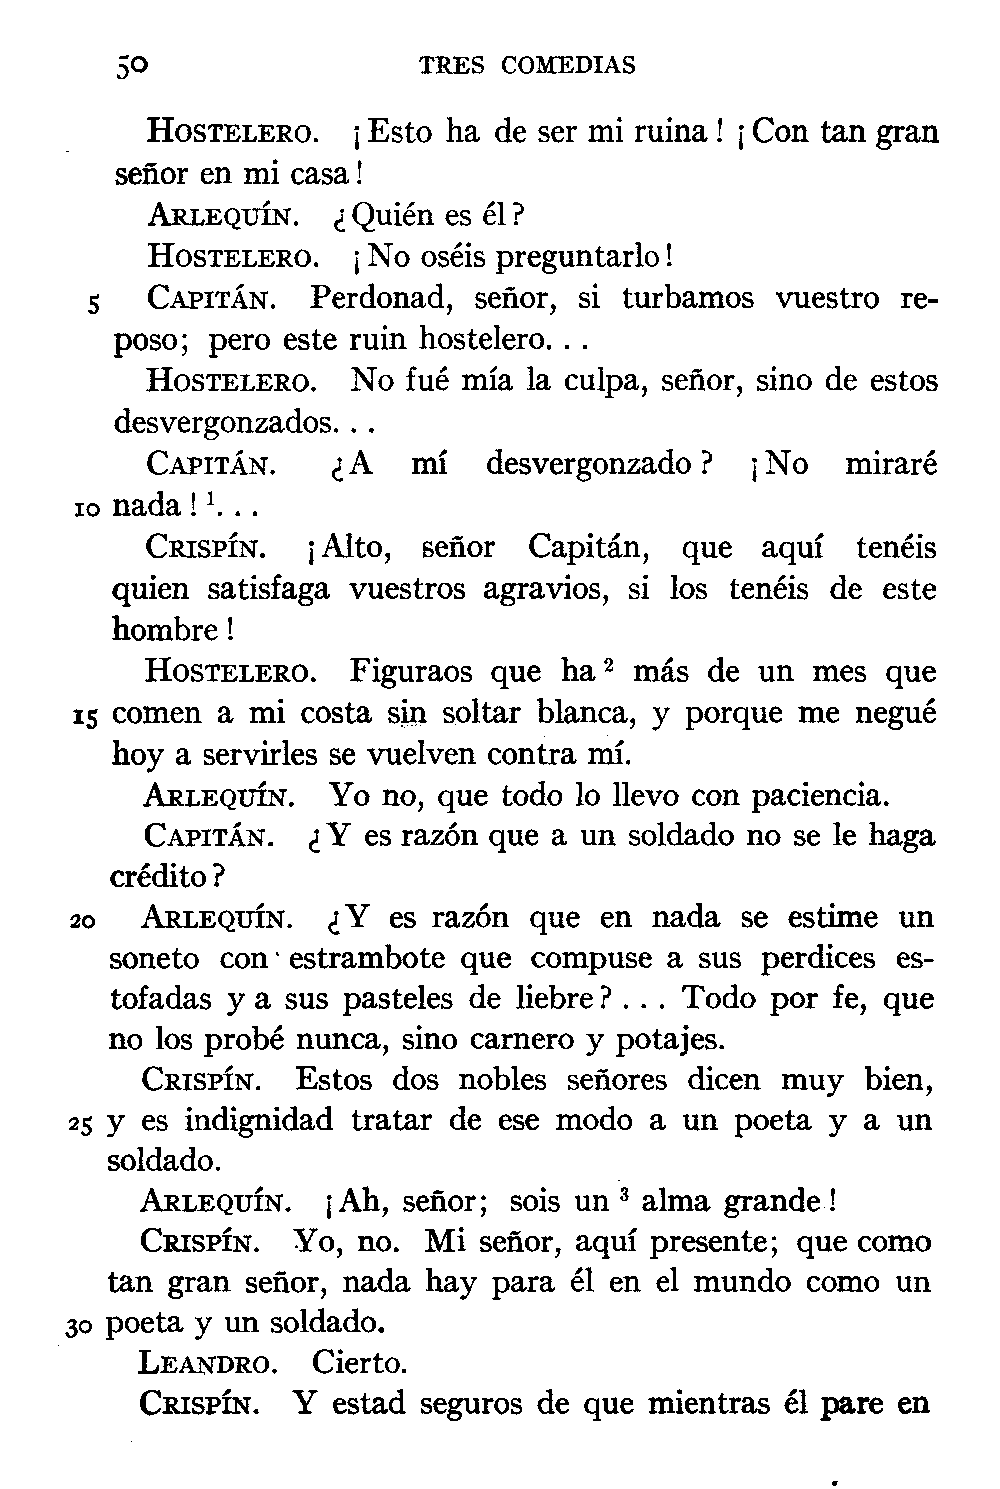 50 TRES COMEDIAS
HOSTELERO. ¡Esto ha de ser mi ruina! ¡Con tan gran
señor en mi casa!
ARLEQUÍN. ¿Quién es él?
HOSTELERO. ¡No oséis preguntarlo!
5 CAPITÁN. Perdonad, señor, si turbamos vuestro re-
poso; pero este ruin hostelero. . .
HOSTELERO. No fué mía la culpa, señor, sino de estos
desvergonzados. . .
CAPITÁN. ¿A mí desvergonzado? ¡No miraré
10 nada!¹. . .
CRISPÍN. ¡Alto, señor Capitán, que aquí tenéis
quien satisfaga vuestros agravios, si los tenéis de este
hombre!
HOSTELERO. Figuraos que ha² más de un mes que
15 comen a mi costa sin soltar blanca, y porque me negué
hoy a servirles se vuelven contra mí.
ARLEQUÍN. Yo no, que todo lo llevo con paciencia.
CAPITÁN. ¿Y es razón que a un soldado no se le haga
crédito?
20 ARLEQUÍN. ¿Y es razón que en nada se estime un
soneto con estrambote que compuse a sus perdices es-
tofadas y a sus pasteles de liebre? . . . Todo por fe, que
no los probé nunca, sino carnero y potajes.
CRISPÍN. Estos dos nobles señores dicen muy bien,
25 y es indignidad tratar de ese modo a un poeta y a un
soldado.
ARLEQUÍN. ¡Ah, señor; sois un³ alma grande!
CRISPÍN. Yo, no. Mi señor, aquí presente; que como
tan gran señor, nada hay para él en el mundo como un
30 poeta y un soldado.
LEANDRO. Cierto.
CRISPÍN. Y estad seguros de que mientras él pare en